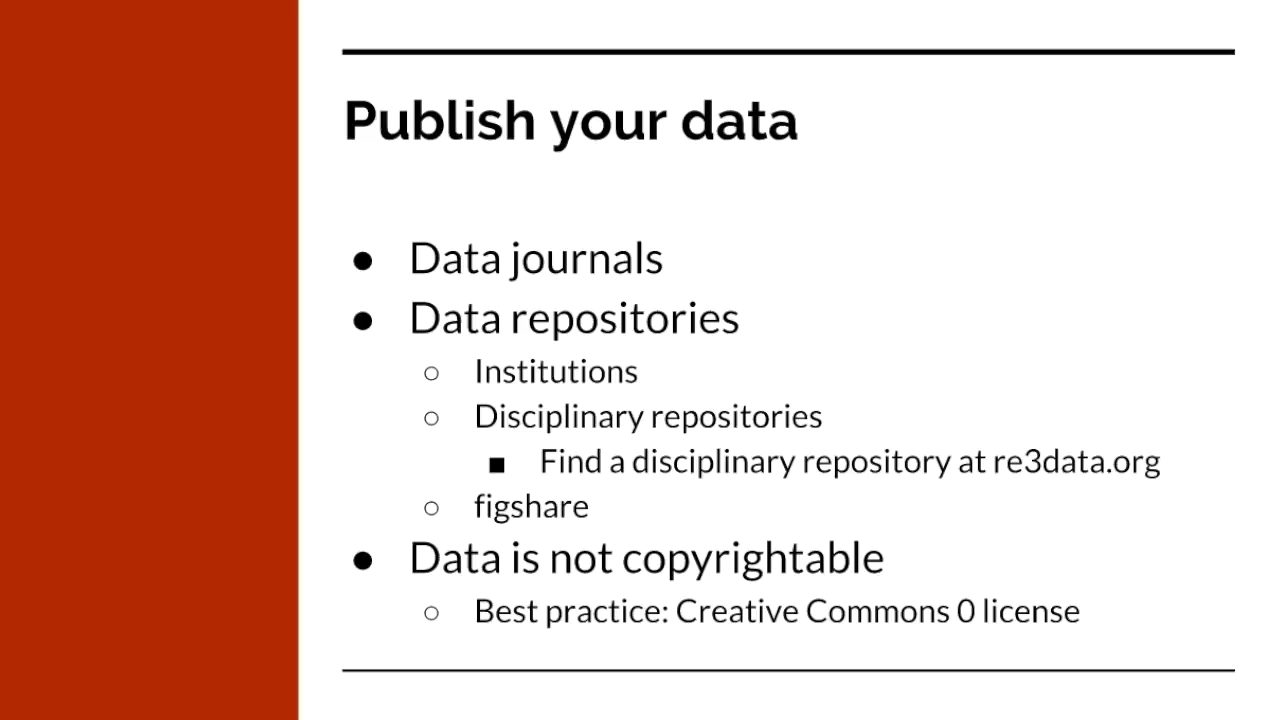 Publish your data
● Data journals
● Data repositories
○ Institutions
○ Disciplinary repositories
■ Find a disciplinary repository at re3data.org
○ figshare
● Data is not copyrightable
○ Best practice: Creative Commons 0 license